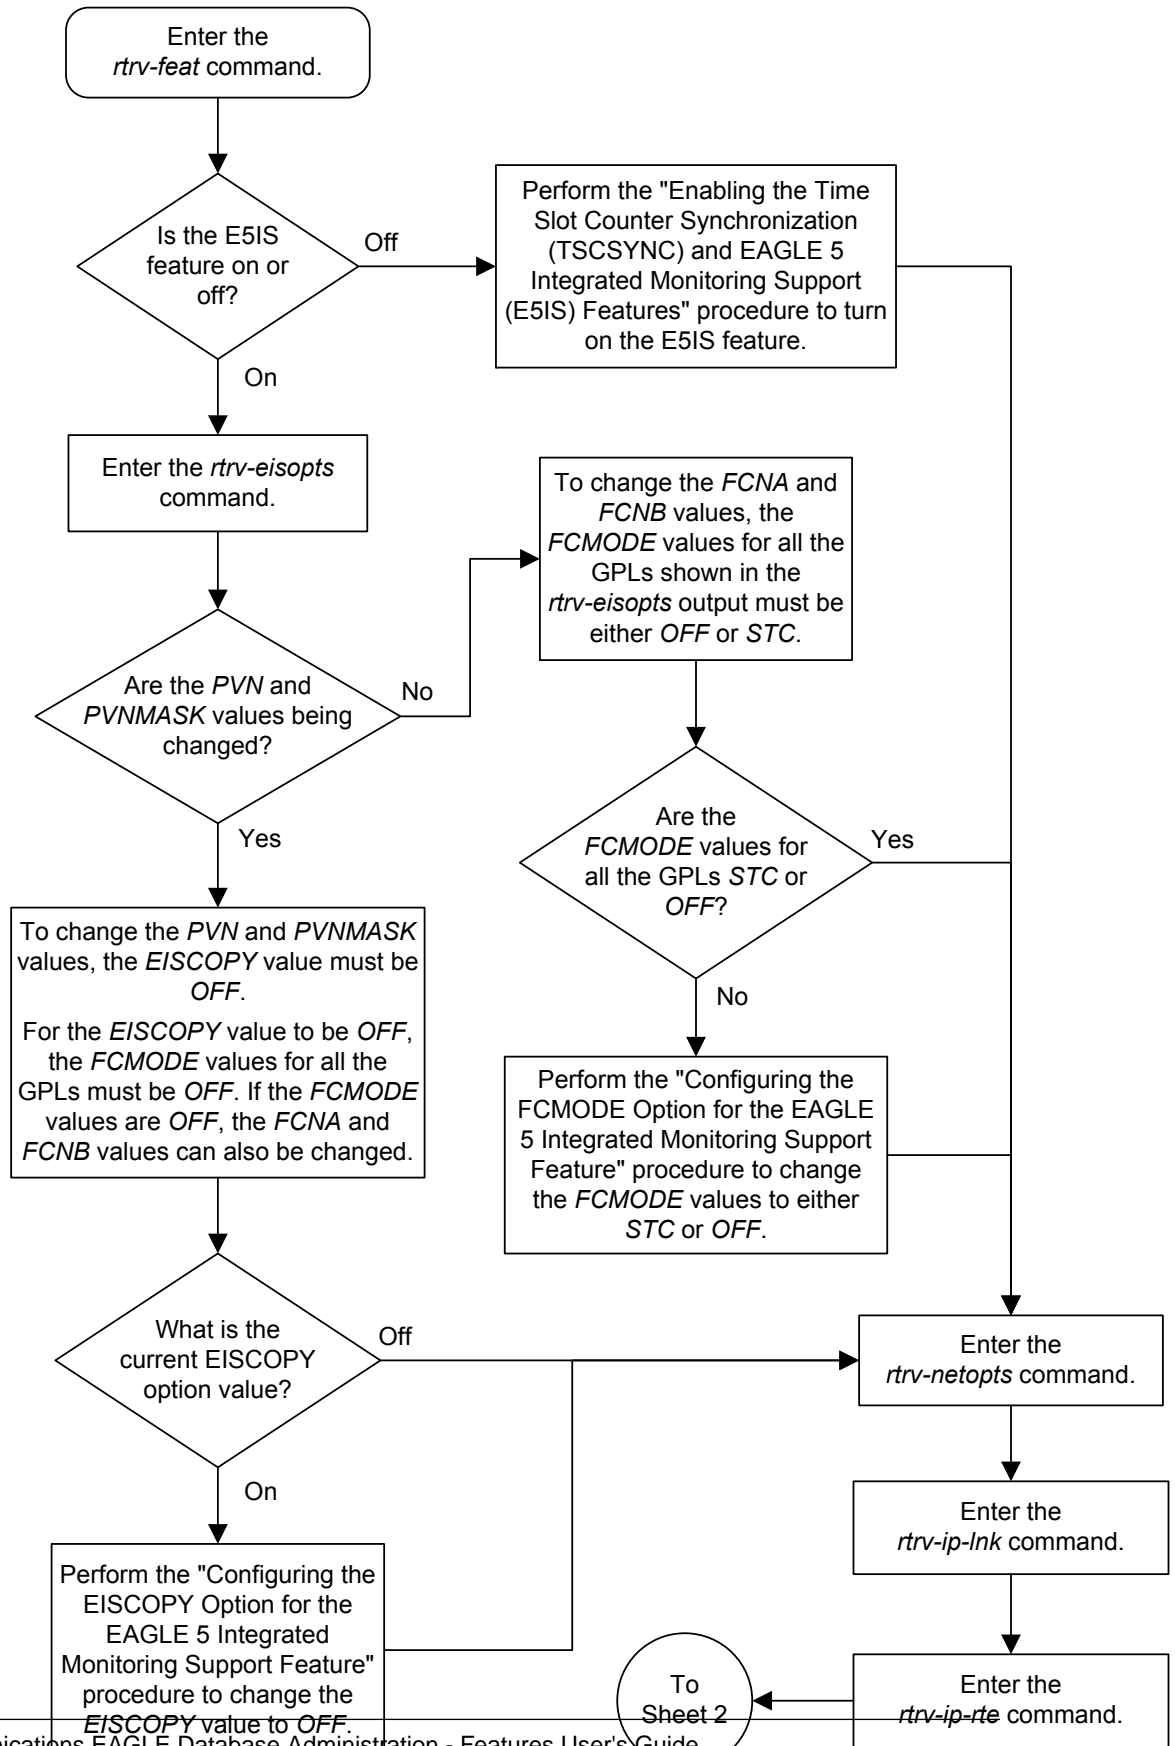 Enter the
rtrv-feat command.
Is the E5IS
feature on or
off?
Off
Perform the "Enabling the Time
Slot Counter Synchronization
(TSCSYNC) and EAGLE 5
Integrated Monitoring Support
(E5IS) Features" procedure to turn
on the E5IS feature.
On
Enter the rtrv-eisopts
command.
To change the FCNA and
FCNB values, the
FCMODE values for all the
GPLs shown in the
rtrv-eisopts output must be
either OFF or STC.
Are the PVN and
PVNMASK values being
changed?
No
Yes
Are the
FCMODE values for
all the GPLs STC or
OFF?
Yes
No
To change the PVN and PVNMASK
values, the EISCOPY value must be
OFF.
For the EISCOPY value to be OFF,
the FCMODE values for all the
GPLs must be OFF. If the FCMODE
values are OFF, the FCNA and
FCNB values can also be changed.
Perform the "Configuring the
FCMODE Option for the EAGLE
5 Integrated Monitoring Support
Feature" procedure to change
the FCMODE values to either
STC or OFF.
What is the
current EISCOPY
option value?
Off
On
Enter the
rtrv-netopts command.
Enter the
rtrv-ip-lnk command.
Perform the "Configuring the
EISCOPY Option for the
EAGLE 5 Integrated
Monitoring Support Feature"
procedure to change the
EISCOPY value to OFF.
To
Sheet 2
Enter the
rtrv-ip-rte command.
nications EAGLE Database Administration - Features User's Guide